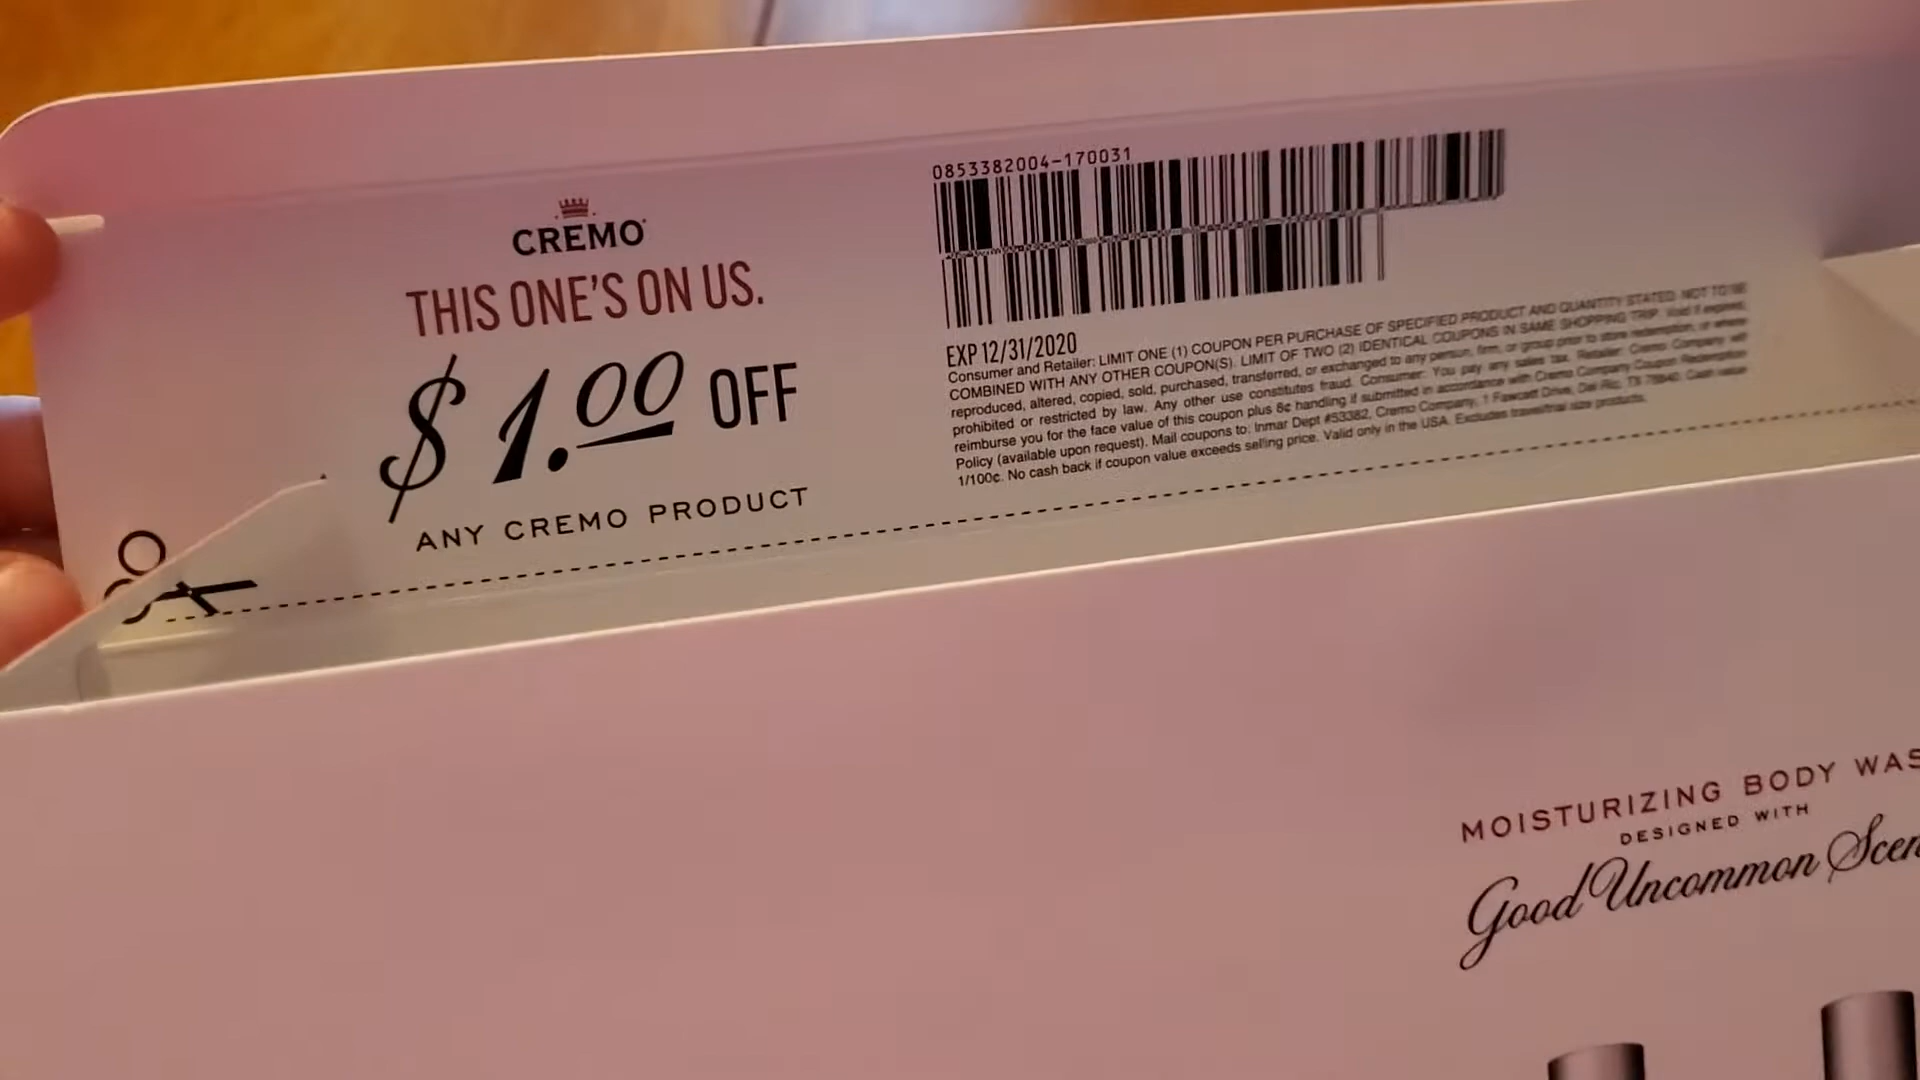 CREMO
THIS ONE'S ON US.
$1.00 OFF
ANY CREMO PRODUCT
0853382004-170031
EXP 12/31/2020
Consumer and Retailer: LIMIT ONE (1) COUPON PER PURCHASE OF SPECIFIED PRODUCT AND QUANTITY STATED. NOT TO BE
COMBINED WITH ANY OTHER COUPON(S). LIMIT OF TWO (2) IDENTICAL COUPONS IN SAME SHOPPING TRIP. Void if expired,
reproduced, altered, copied, sold, purchased, transferred, or exchanged to any person, firm, or group prior to store redemption, or where
prohibited or restricted by law. Any other use constitutes fraud. Consumer: You pay any sales tax. Retailer: Cremo Company will
reimburse you for the face value of this coupon plus 8¢ handling if submitted in accordance with Cremo Company Coupon Redemption
Policy (available upon request). Mail coupons to: Inmar Dept #53382, Cremo Company, 1 Fawcett Drive, Del Rio, TX 78840. Cash value
1/100¢. No cash back if coupon value exceeds selling price. Valid only in the USA. Excludes travel/trial size products.
MOISTURIZING BODY WAS
DESIGNED WITH
Good Uncommon Scen